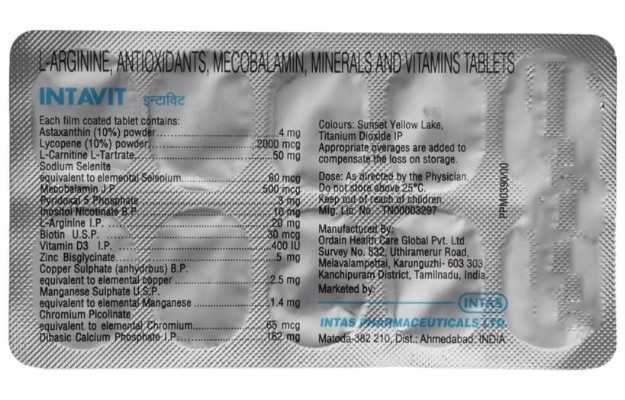 L-ARGININE, ANTIOXIDANTS, MECOBALAMIN, MINERALS AND VITAMINS TABLETS
INTAVIT इन्टाविट
Each film coated tablet contains:
Astaxanthin (10%) powder 4 mg
Lycopene (10%) powder 2000 mcg
L-Carnitine L-Tartrate 50 mg
Sodium Selenite
equivalent to elemental Selenium 60 mcg
Mecobalamin J.P. 500 mcg
Pyridoxal 5 Phosphate 3 mg
Inositol Nicotinate B.P. 10 mg
L-Arginine I.P. 20 mg
Biotin U.S.P. 30 mcg
Vitamin D3 I.P. 400 IU
Zinc Bisglycinate 5 mg
Copper Sulphate (anhydrous) B.P.
equivalent to elemental copper 2.5 mg
Manganese Sulphate U.S.P.
equivalent to elemental Manganese 1.4 mg
Chromium Picolinate
equivalent to elemental Chromium 65 mcg
Dibasic Calcium Phosphate I.P. 162 mg
Colours: Sunset Yellow Lake,
Titanium Dioxide IP
Appropriate overages are added to
compensate the loss on storage.
Dose: As directed by the Physician.
Do not store above 25°C.
Keep out of reach of children.
Mfg. Lic. No. : TN00003297
Manufactured By:
Ordain Health Care Global Pvt. Ltd.
Survey No. 532, Uthiramerur Road,
Melavalampettai, Karunguzhi- 603 303
Kanchipuram District, Tamilnadu, India.
Marketed by:
INTAS
INTAS PHARMACEUTICALS LTD.
Matoda-382 210, Dist.: Ahmedabad. INDIA